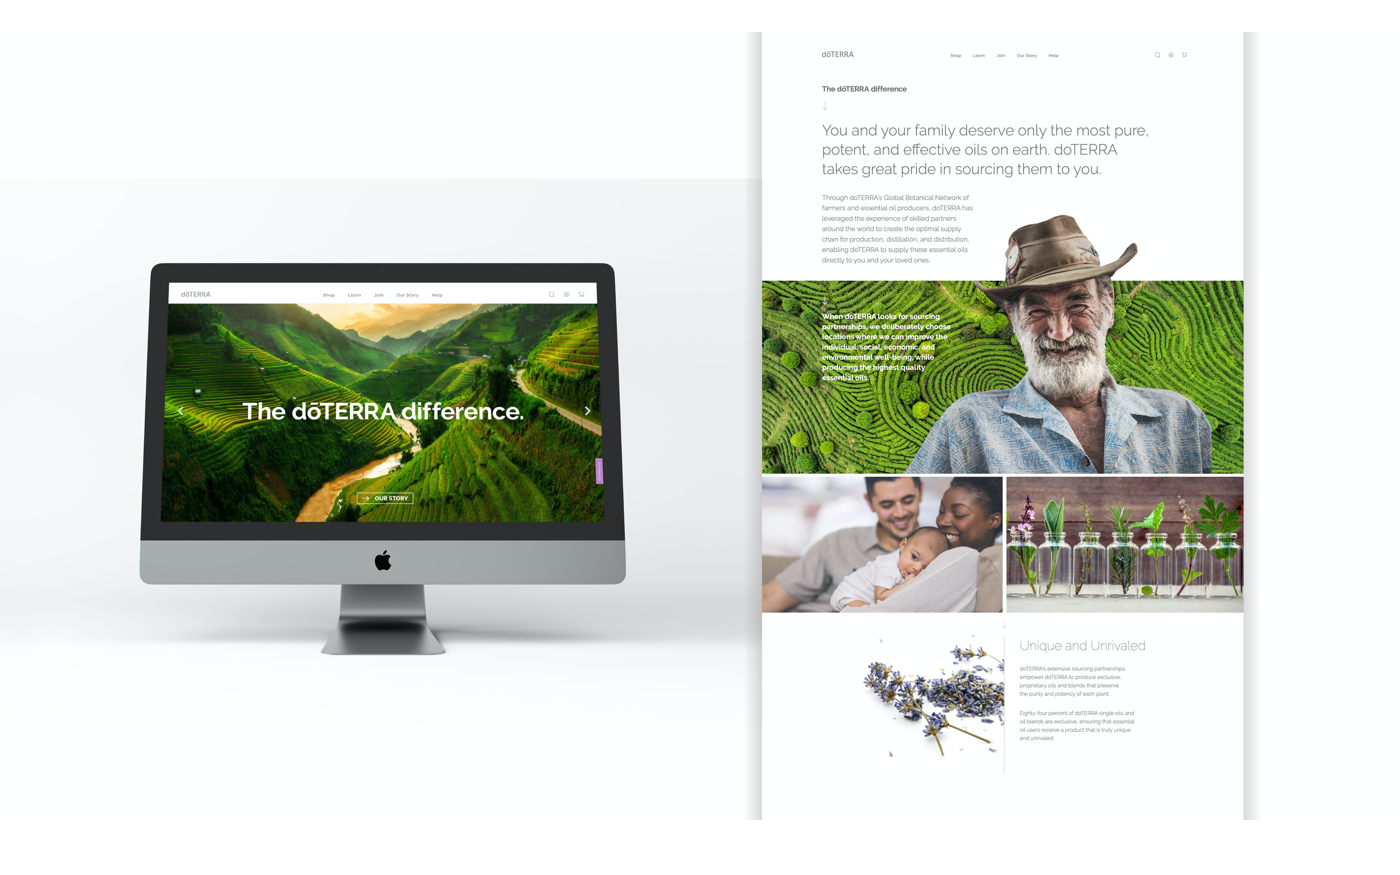 dōTERRA
Shop Learn Join Our Story Help
The dōTERRA difference.
OUR STORY
dōTERRA
Shop Learn Join Our Story Help
The dōTERRA difference
You and your family deserve only the most pure,
potent, and effective oils on earth. doTERRA
takes great pride in sourcing them to you.
Through doTERRA's Global Botanical Network of
farmers and essential oil producers, doTERRA has
leveraged the experience of skilled partners
around the world to create the optimal supply
chain for production, distillation, and distribution,
enabling doTERRA to supply these essential oils
directly to you and your loved ones.
When doTERRA looks for sourcing
partnerships, we deliberately choose
locations where we can improve the
individual, social, economic, and
environmental well-being, while
producing the highest quality
essential oils.
Unique and Unrivaled
doTERRA's extensive sourcing partnerships
empower doTERRA to produce exclusive,
proprietary oils and blends that preserve
the purity and potency of each plant.
Eighty-four percent of doTERRA single oils and
oil blends are exclusive, ensuring that essential
oil users receive a product that is truly unique
and unrivaled.